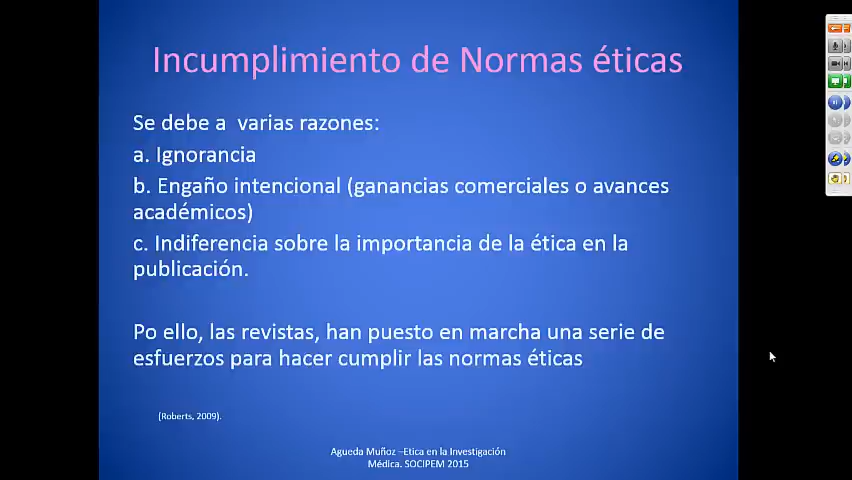 Incumplimiento de Normas éticas
Se debe a  varias razones:
a. Ignorancia
b. Engaño intencional (ganancias comerciales o avances
académicos)
c. Indiferencia sobre la importancia de la ética en la
publicación.
Po ello, las revistas, han puesto en marcha una serie de
esfuerzos para hacer cumplir las normas éticas
(Roberts, 2009).
Agueda Muñoz –Etica en la Investigación
Médica. SOCIPEM 2015